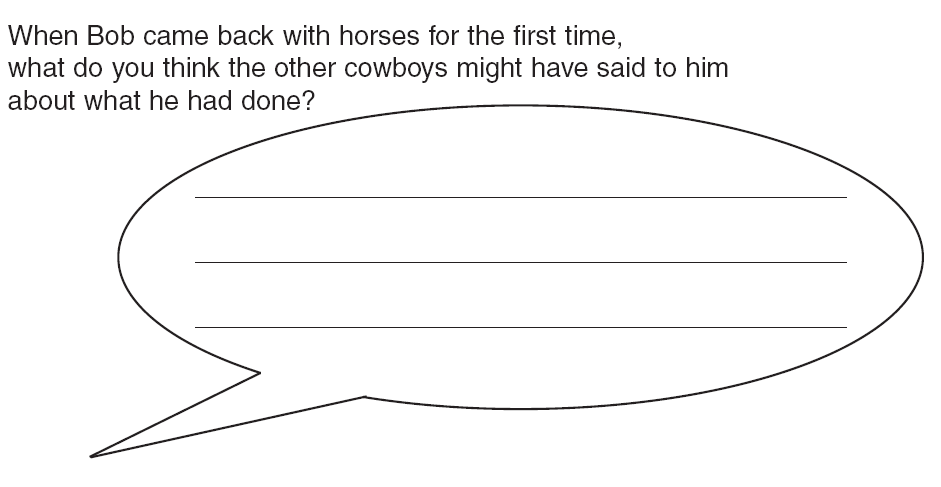 When Bob came back with horses for the first time,
what do you think the other cowboys might have said to him
about what he had done?